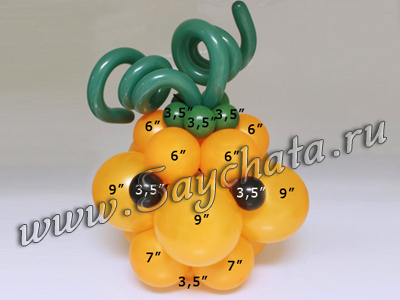 3,5” 3,5” 3,5”
6” 6”
6” 6”
9” 3,5” 3,5” 9”
9”
7” 7”
3,5”
www.Saychata.ru